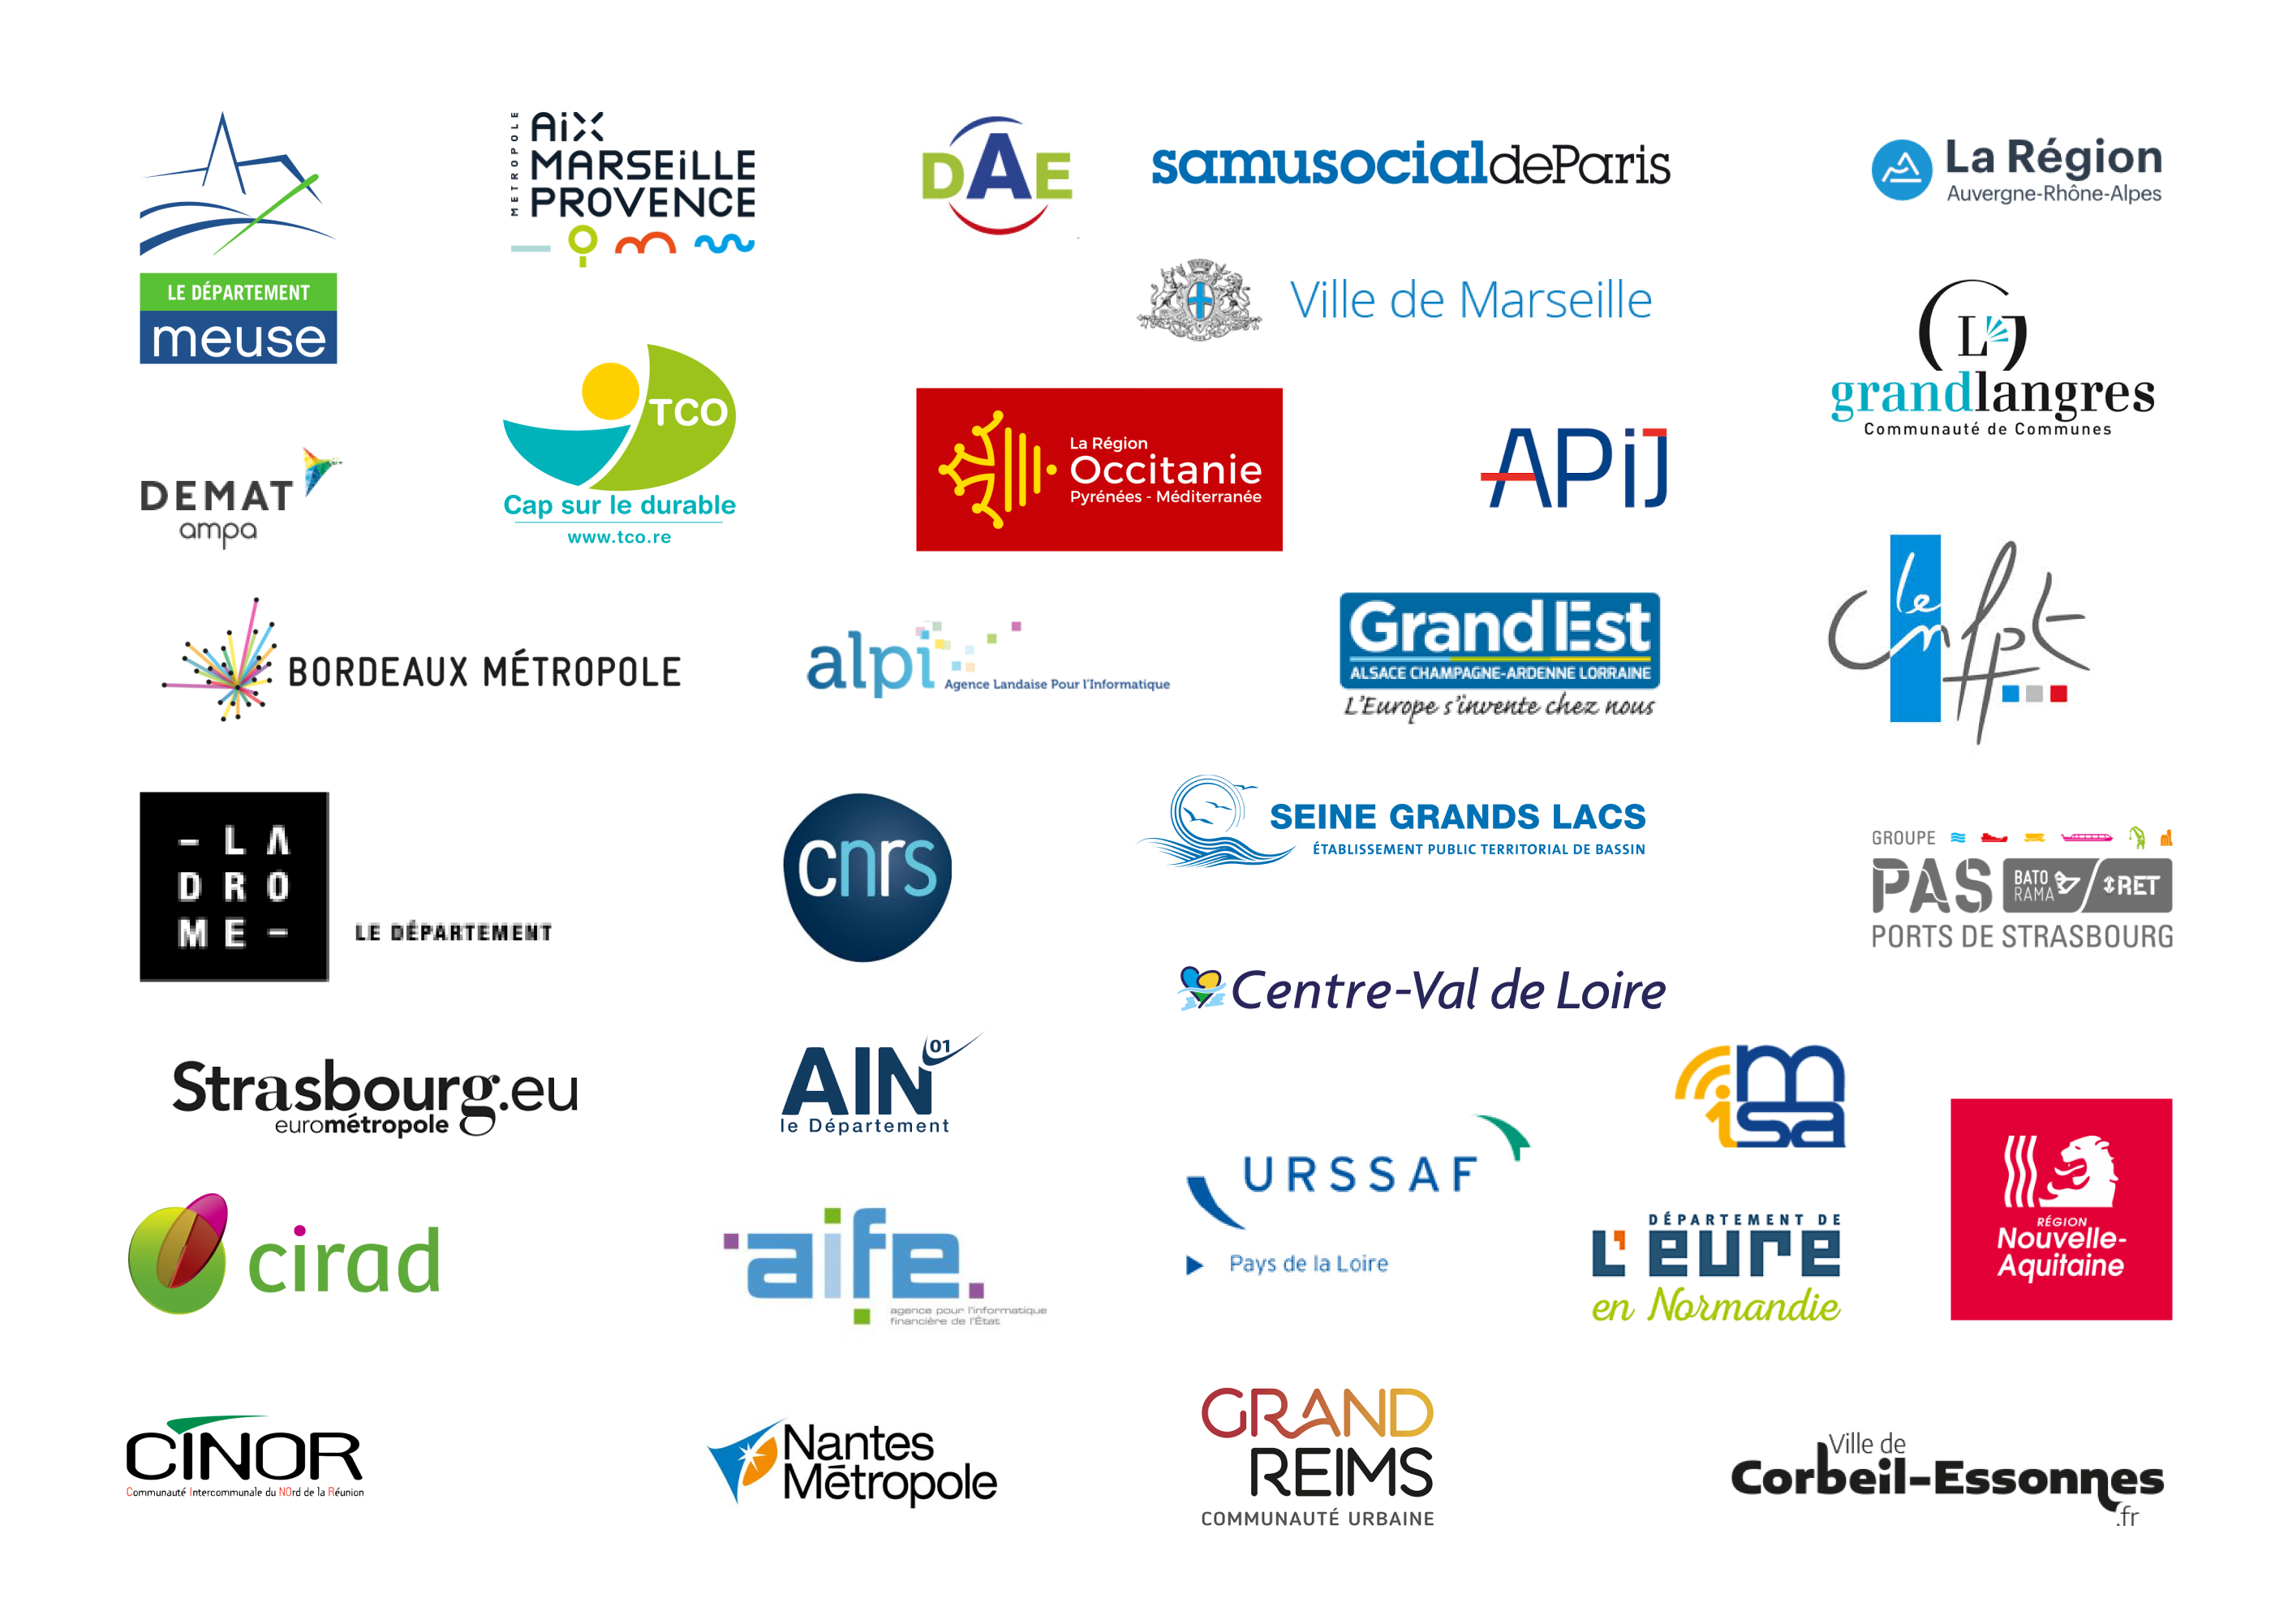 LE DÉPARTEMENT
meuse
METROPOLE
AiX
MARSEiLLE
PROVENCE
DAE
samusocialdeParis
La Région
Auvergne-Rhône-Alpes
Ville de Marseille
L
grandlangres
Communauté de Communes
TCO
Cap sur le durable
www.tco.re
La Région
Occitanie
Pyrénées - Méditerranée
APiJ
DEMAT
ampa
le
cnfpt
BORDEAUX MÉTROPOLE
alpi
Agence Landaise Pour l'Informatique
Grand Est
ALSACE CHAMPAGNE-ARDENNE LORRAINE
L'Europe s'invente chez nous
– LA
DRO
ME –
LE DÉPARTEMENT
cnrs
SEINE GRANDS LACS
ÉTABLISSEMENT PUBLIC TERRITORIAL DE BASSIN
GROUPE
PAS
BATO
RAMA
RET
PORTS DE STRASBOURG
Centre-Val de Loire
Strasbourg.eu
eurométropole
AIN
01
le Département
imsa
URSSAF
Pays de la Loire
DÉPARTEMENT DE
L'EURE
en Normandie
RÉGION
Nouvelle-
Aquitaine
cirad
aife
agence pour l'informatique
financière de l'État
CINOR
Communauté Intercommunale du NOrd de la Réunion
Nantes
Métropole
GRAND
REIMS
COMMUNAUTÉ URBAINE
Ville de
Corbeil-Essonnes
.fr